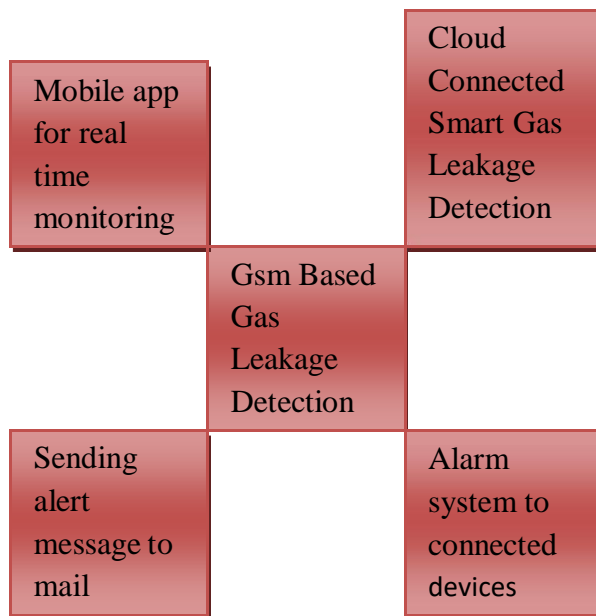 Mobile app
for real
time
monitoring
Cloud
Connected
Smart Gas
Leakage
Detection
Gsm Based
Gas
Leakage
Detection
Sending
alert
message to
mail
Alarm
system to
connected
devices